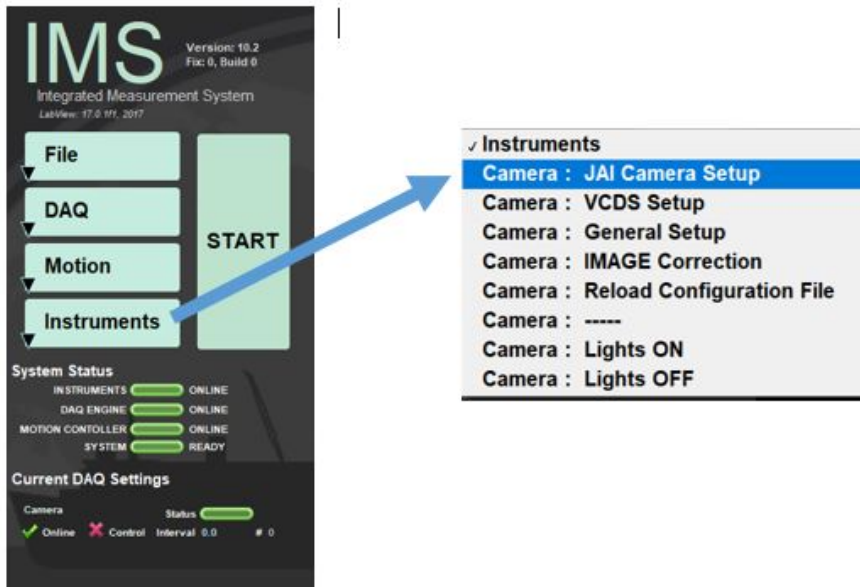 IMS
Version: 10.2
Fix: 0, Build 0
Integrated Measurement System
LabView: 17.0.1f1, 2017
File
DAQ
Motion
Instruments
START
System Status
INSTRUMENTS ONLINE
DAQ ENGINE ONLINE
MOTION CONTOLLER ONLINE
SYSTEM READY
Current DAQ Settings
Camera Status
Online Control Interval 0.0 # 0
✓ Instruments
Camera : JAI Camera Setup
Camera : VCDS Setup
Camera : General Setup
Camera : IMAGE Correction
Camera : Reload Configuration File
Camera : -----
Camera : Lights ON
Camera : Lights OFF